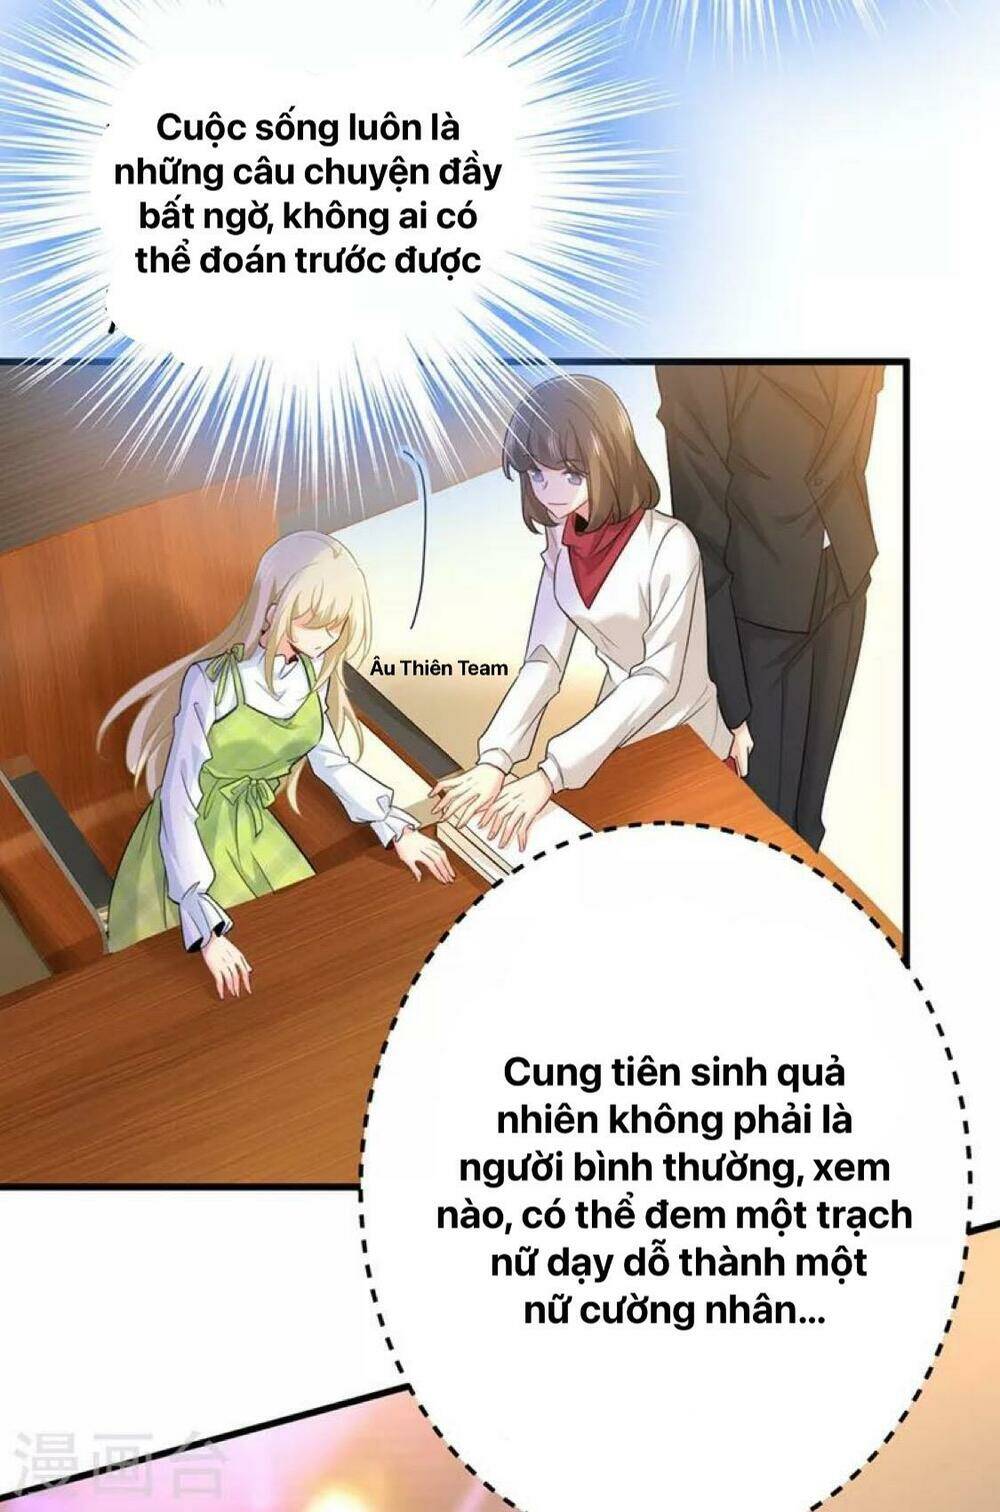 Cuộc sống luôn là
những câu chuyện đầy
bất ngờ, không ai có
thể đoán trước được
Âu Thiên Team
Cung tiên sinh quả
nhiên không phải là
người bình thường, xem
nào, có thể đem một trạch
nữ dạy dỗ thành một
nữ cường nhân...
漫画台